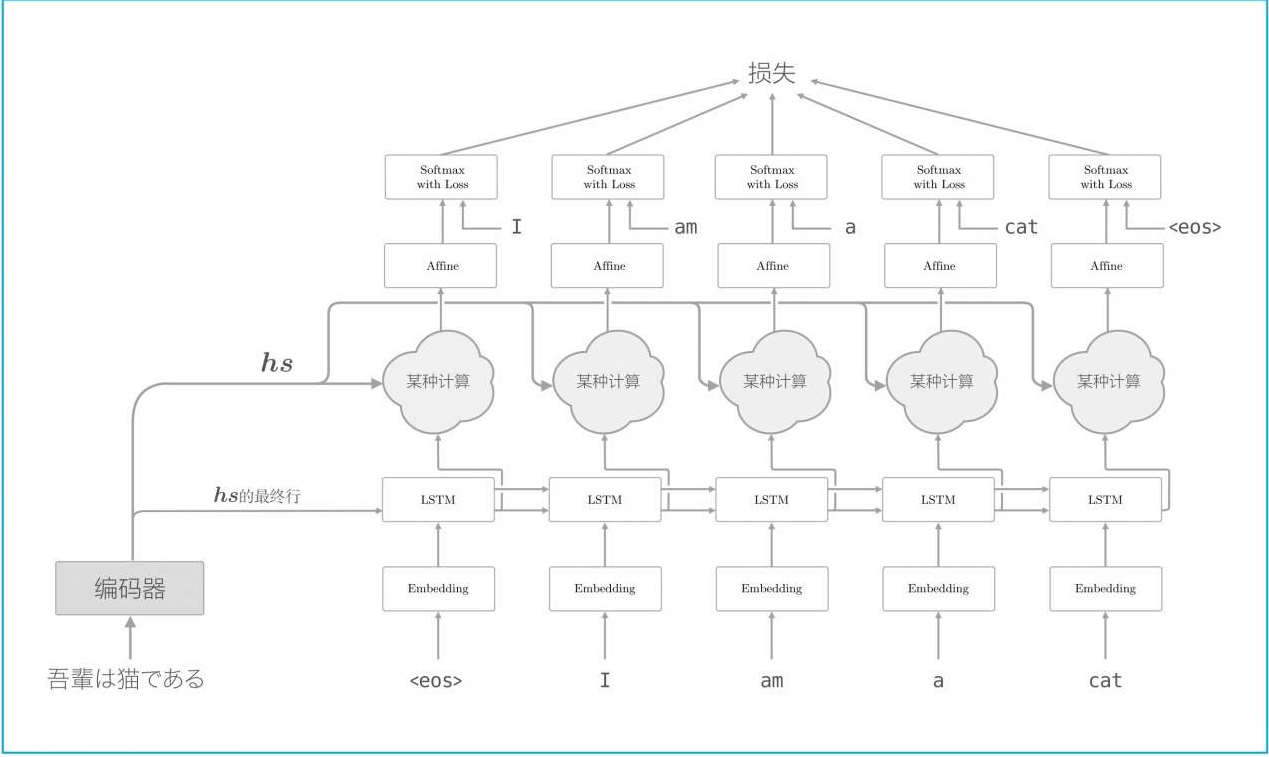 损失
Softmax
with Loss
Softmax
with Loss
Softmax
with Loss
Softmax
with Loss
Softmax
with Loss
I
am
a
cat
<eos>
Affine
Affine
Affine
Affine
Affine
hs
某种计算
某种计算
某种计算
某种计算
某种计算
hs的最终行
LSTM
LSTM
LSTM
LSTM
LSTM
编码器
Embedding
Embedding
Embedding
Embedding
Embedding
吾輩は猫である
<eos>
I
am
a
cat